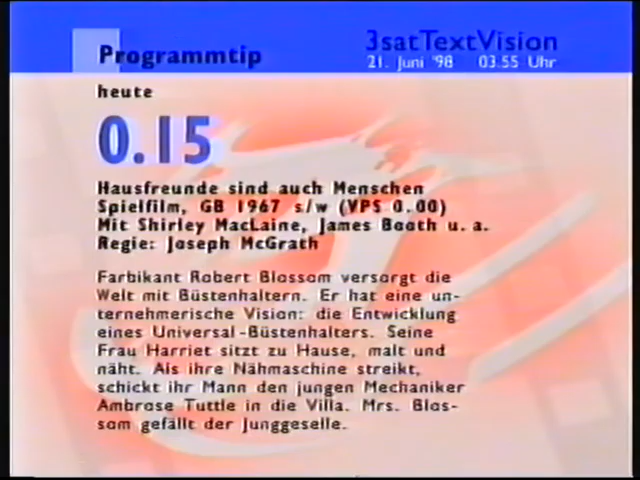 Programmtip
3satTextVision
21. Juni '98 03.55 Uhr
heute
0.15
Hausfreunde sind auch Menschen
Spielfilm, GB 1967 s/w (VPS 0.00)
Mit Shirley MacLaine, James Booth u. a.
Regie: Joseph McGrath
Farbikant Robert Blossom versorgt die
Welt mit Büstenhaltern. Er hat eine un-
ternehmerische Vision: die Entwicklung
eines Universal-Büstenhalters. Seine
Frau Harriet sitzt zu Hause, malt und
näht. Als ihre Nähmaschine streikt,
schickt ihr Mann den jungen Mechaniker
Ambrose Tuttle in die Villa. Mrs. Blos-
som gefällt der Junggeselle.